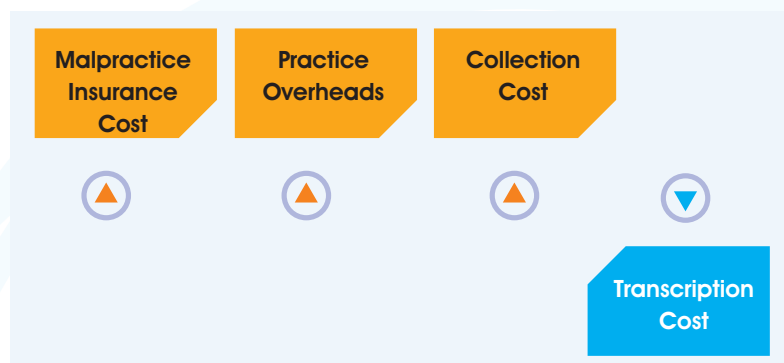 Malpractice
Insurance
Cost
Practice
Overheads
Collection
Cost
Transcription
Cost